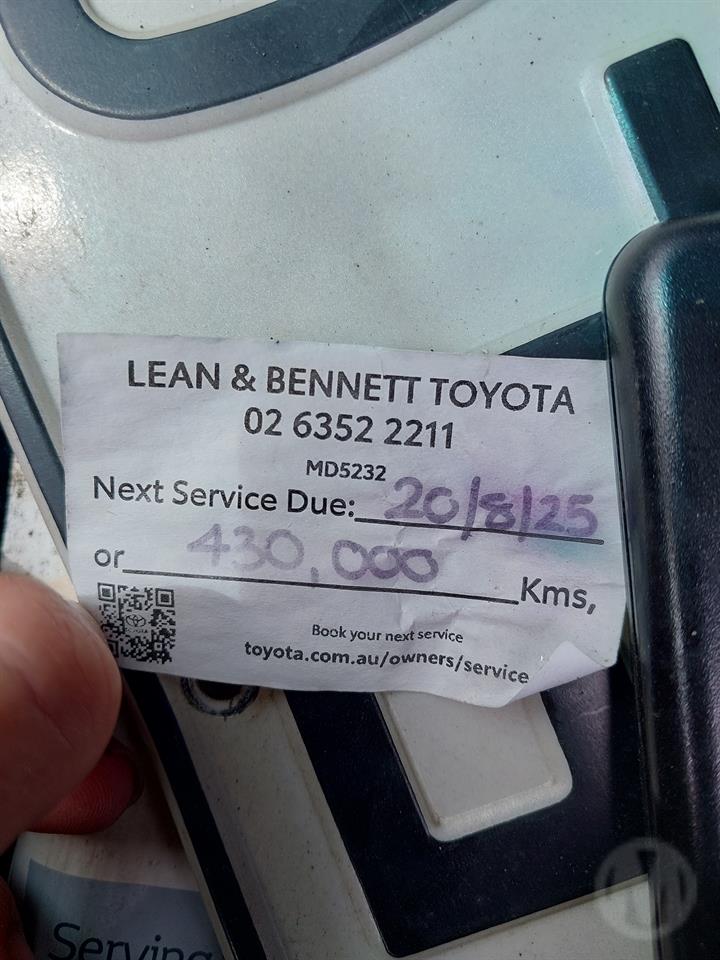 LEAN & BENNETT TOYOTA
02 6352 2211
MD5232
Next Service Due: 20/8/25
or 430,000 Kms,
Book your next service
toyota.com.au/owners/service
Serving